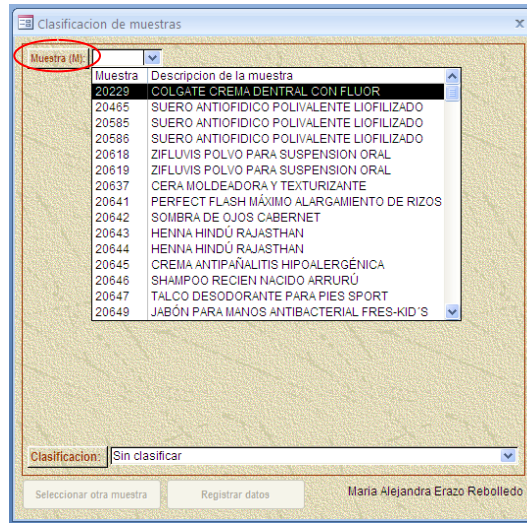 Clasificacion de muestras
x
Muestra (M):
Muestra Descripcion de la muestra
20229 COLGATE CREMA DENTRAL CON FLUOR
20465 SUERO ANTIOFIDICO POLIVALENTE LIOFILIZADO
20585 SUERO ANTIOFIDICO POLIVALENTE LIOFILIZADO
20586 SUERO ANTIOFIDICO POLIVALENTE LIOFILIZADO
20618 ZIFLUVIS POLVO PARA SUSPENSION ORAL
20619 ZIFLUVIS POLVO PARA SUSPENSION ORAL
20637 CERA MOLDEADORA Y TEXTURIZANTE
20641 PERFECT FLASH MÁXIMO ALARGAMIENTO DE RIZOS
20642 SOMBRA DE OJOS CABERNET
20643 HENNA HINDÚ RAJASTHAN
20644 HENNA HINDÚ RAJASTHAN
20645 CREMA ANTIPAÑALITIS HIPOALERGÉNICA
20646 SHAMPOO RECIEN NACIDO ARRURÚ
20647 TALCO DESODORANTE PARA PIES SPORT
20649 JABÓN PARA MANOS ANTIBACTERIAL FRES-KID´S
Clasificacion: Sin clasificar
Seleccionar otra muestra Registrar datos Maria Alejandra Erazo Rebolledo